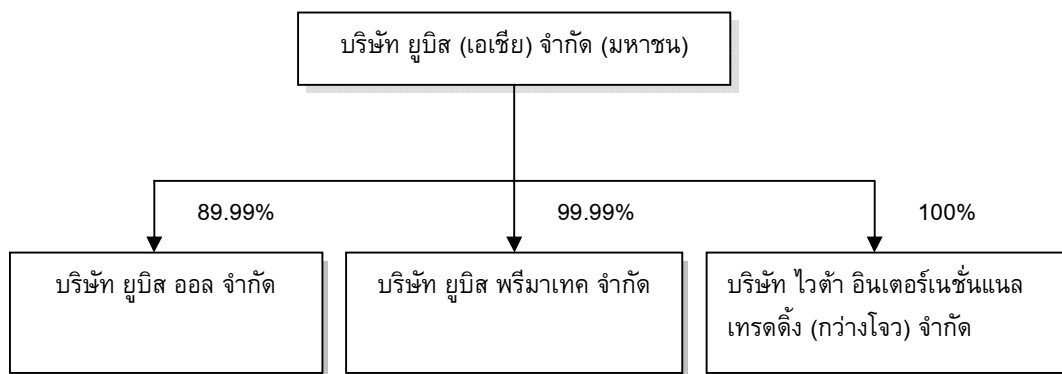 บริษัท ยูบิส (เอเชีย) จำกัด (มหาชน)
89.99%
99.99%
100%
บริษัท ยูบิส ออล จำกัด
บริษัท ยูบิส พรีมาเทค จำกัด
บริษัท ไวต้า อินเตอร์เนชั่นแนล
เทรดดิ้ง (กว่างโจว) จำกัด